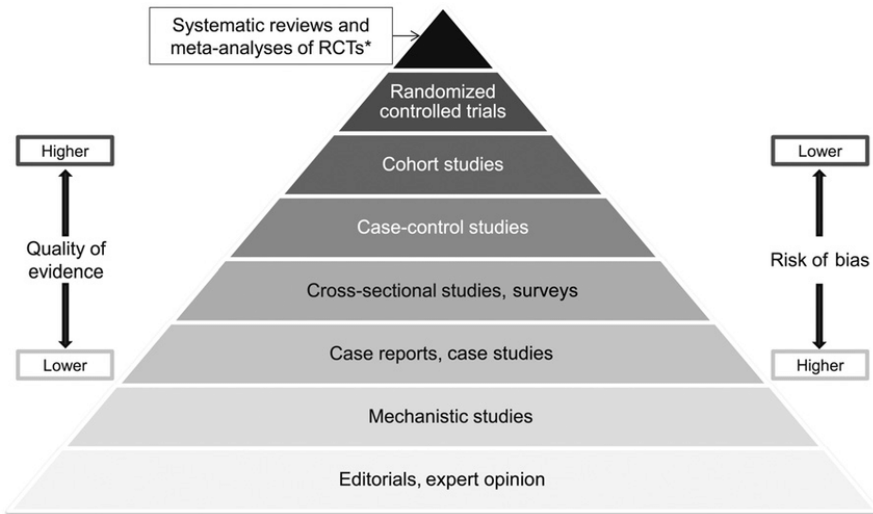 Systematic reviews and
meta-analyses of RCTs*
Randomized
controlled trials
Higher
Lower
Cohort studies
Case-control studies
Quality of
evidence
Risk of bias
Cross-sectional studies, surveys
Case reports, case studies
Lower
Higher
Mechanistic studies
Editorials, expert opinion